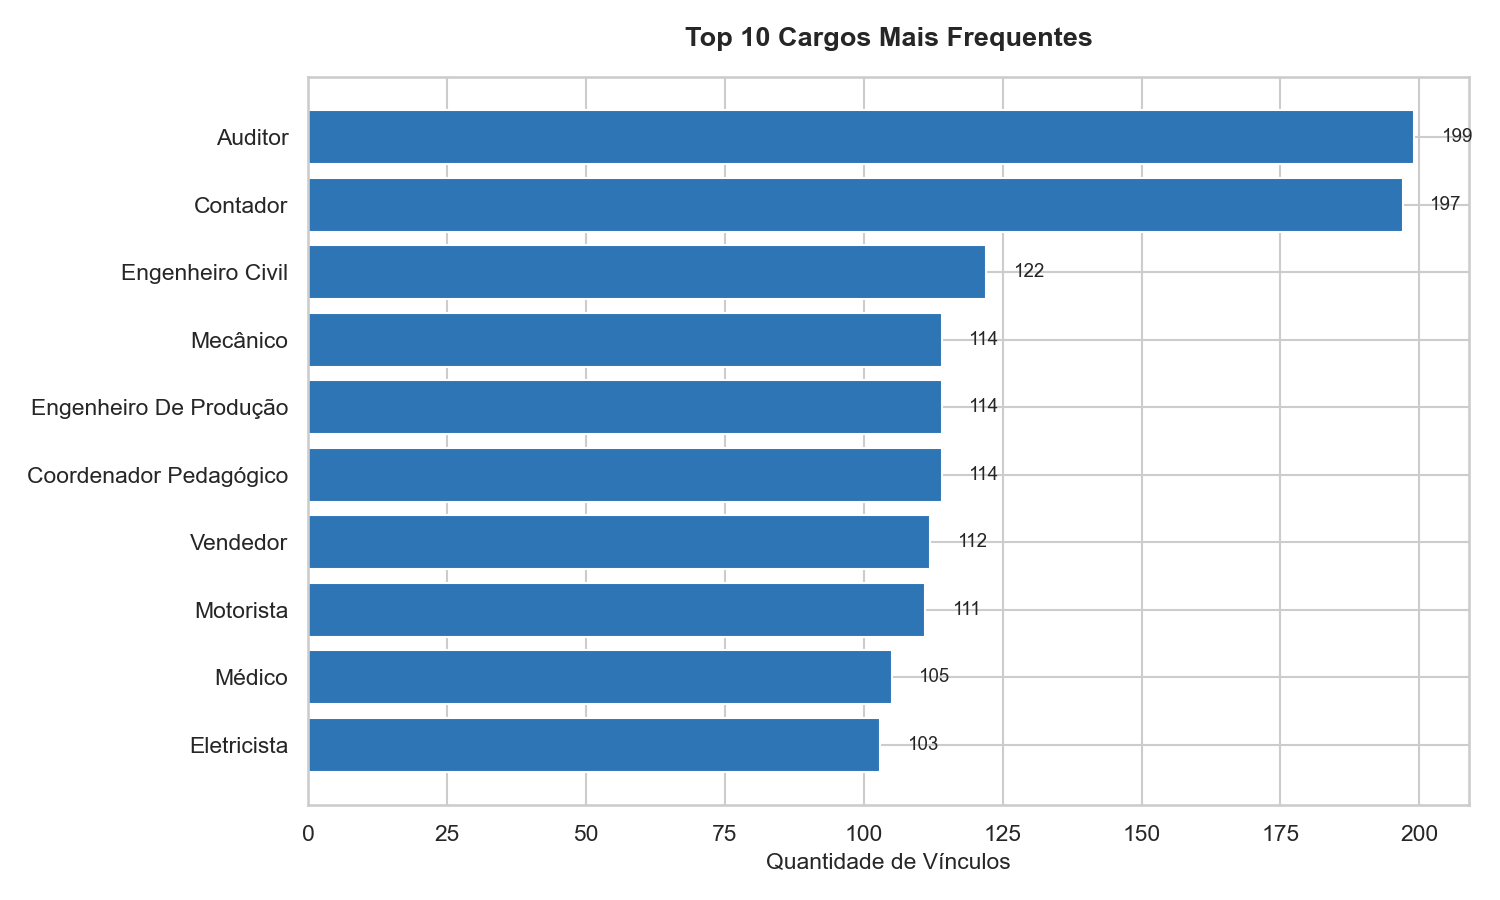 Top 10 Cargos Mais Frequentes
Auditor 199
Contador 197
Engenheiro Civil 122
Mecânico 114
Engenheiro De Produção 114
Coordenador Pedagógico 114
Vendedor 112
Motorista 111
Médico 105
Eletricista 103
0 25 50 75 100 125 150 175 200
Quantidade de Vínculos